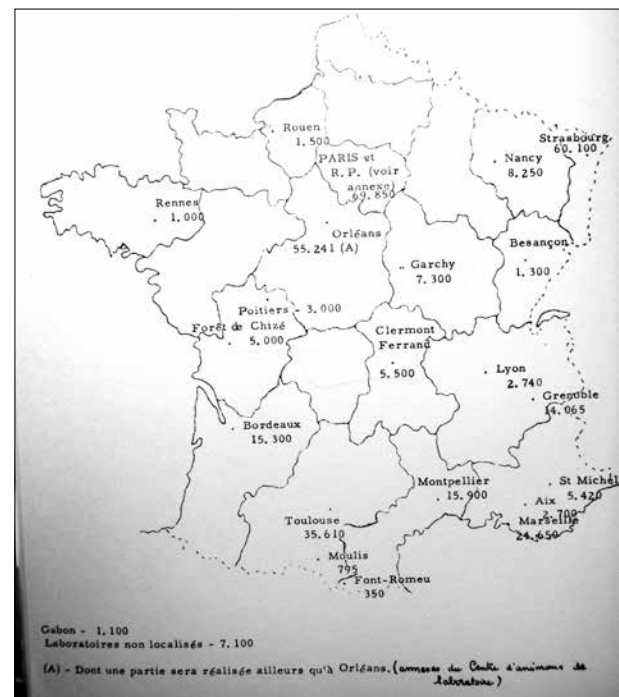 Rouen
1.500
Strasbourg
60.100
PARIS et
R. P. (voir
annexe)
69.850
Nancy
8.250
Rennes
1.000
Orléans
55.241 (A)
Besançon
1.300
Garchy
7.300
Poitiers - 3.000
Forêt de Chizé
5.000
Clermont
Ferrand
5.500
Lyon
2.740
Grenoble
14.065
Bordeaux
15.300
Montpellier
15.900
St Michel
5.420
Aix
2.700
Marseille
24.650
Toulouse
35.610
Moulis
795
Font-Romeu
350
Gabon - 1,100
Laboratoires non localisés - 7.100
(A) - Dont une partie sera réalisée ailleurs qu'à Orléans. (annexes du Centre d'animaux de
laboratoire)